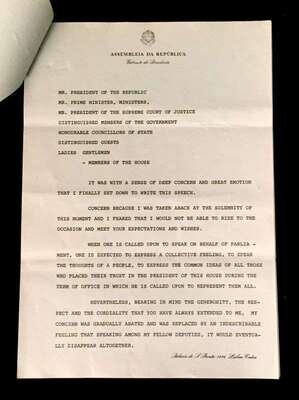 ASSEMBLEIA DA REPÚBLICA
Gabinete do Presidente
MR. PRESIDENT OF THE REPUBLIC
MR. PRIME MINISTER, MINISTERS,
MR. PRESIDENT OF THE SUPREME COURT OF JUSTICE
DISTINGUISHED MEMBERS OF THE GOVERNMENT
HONOURABLE COUNCILLORS OF STATE
DISTINGUISHED GUESTS
LADIES GENTLEMEN
- MEMBERS OF THE HOUSE
IT WAS WITH A SENSE OF DEEP CONCERN AND GREAT EMOTION
THAT I FINALLY SET DOWN TO WRITE THIS SPEECH.
CONCERN BECAUSE I WAS TAKEN ABACK AT THE SOLEMNITY OF
THIS MOMENT AND I FEARED THAT I WOULD NOT BE ABLE TO RISE TO THE
OCCASION AND MEET YOUR EXPECTATIONS AND WISHES.
WHEN ONE IS CALLED UPON TO SPEAK ON BEHALF OF PARLIA -
MENT, ONE IS EXPECTED TO EXPRESS A COLLECTIVE FEELING, TO SPEAK
THE THOUGHTS OF A PEOPLE, TO EXPRESS THE COMMON IDEAS OF ALL THOSE
WHO PLACED THEIR TRUST IN THE PRESIDENT OF THIS HOUSE DURING THE
TERM OF OFFICE IN WHICH HE IS CALLED UPON TO REPRESENT THEM ALL.
NEVERTHELESS, BEARING IN MIND THE GENEROSITY, THE RES-
PECT AND THE CORDIALITY THAT YOU HAVE ALWAYS EXTENDED TO ME, MY
CONCERN WAS GRADUALLY ABATED AND WAS REPLACED BY AN INDESCRIBABLE
FEELING THAT SPEAKING AMONG MY FELLOW DEPUTIES, IT WOULD EVENTUAL-
LY DISAPPEAR ALTOGETHER.
Palácio de S. Bento Lisboa Codex